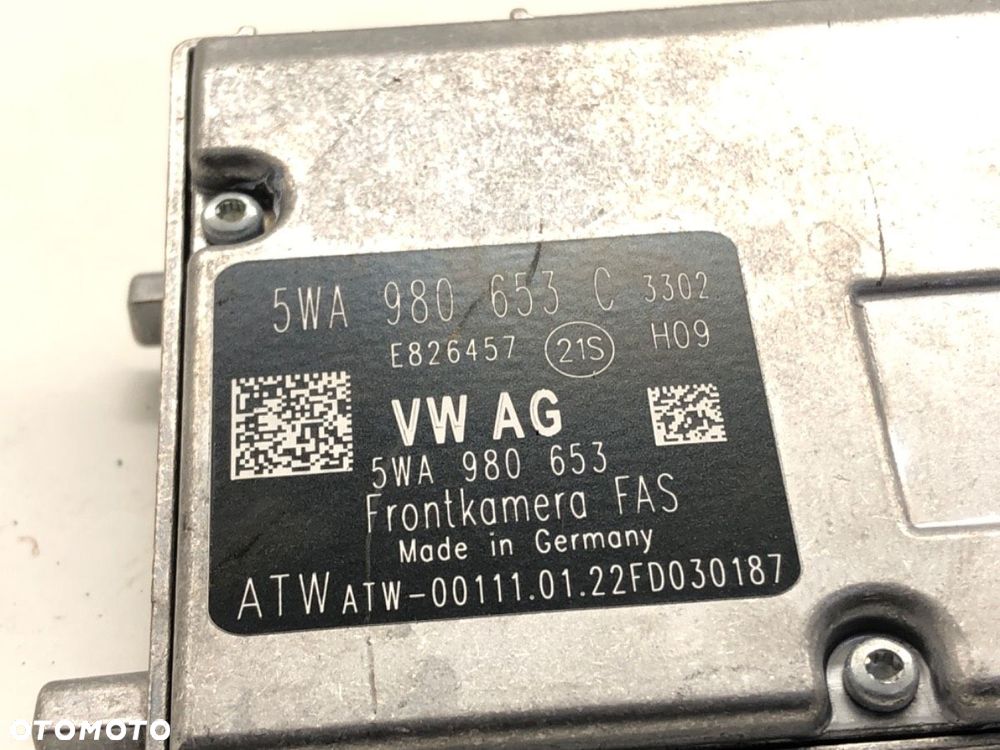 5WA 980 653 C 3302
E826457 21S H09
VW AG
5WA 980 653
Frontkamera FAS
Made in Germany
ATW ATW-00111.01.22FD030187
OTOMOTO